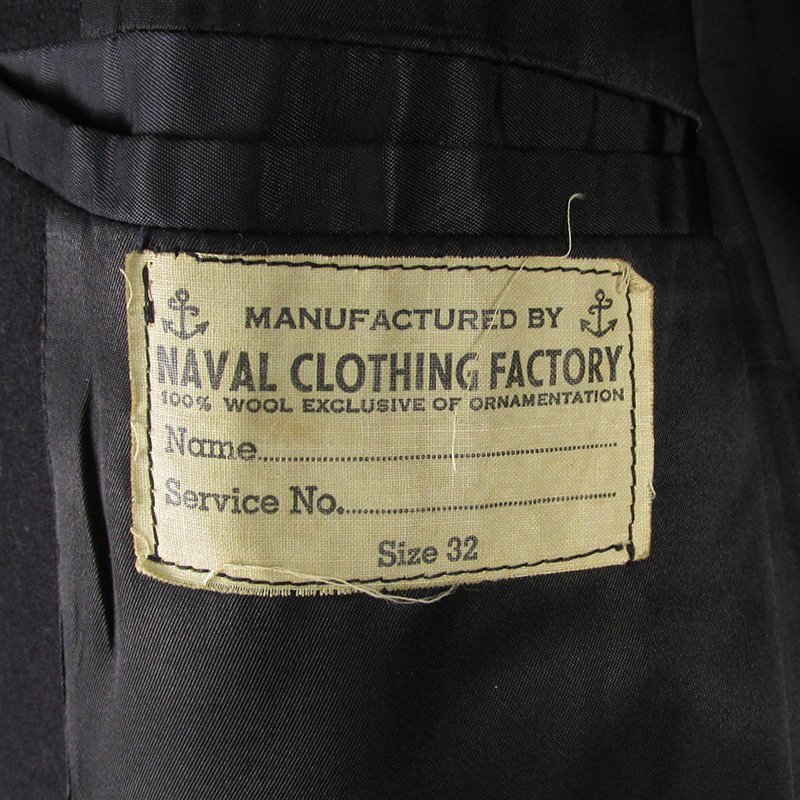 MANUFACTURED BY
NAVAL CLOTHING FACTORY
100% WOOL EXCLUSIVE OF ORNAMENTATION
Name..............................
Service No...............................
Size 32